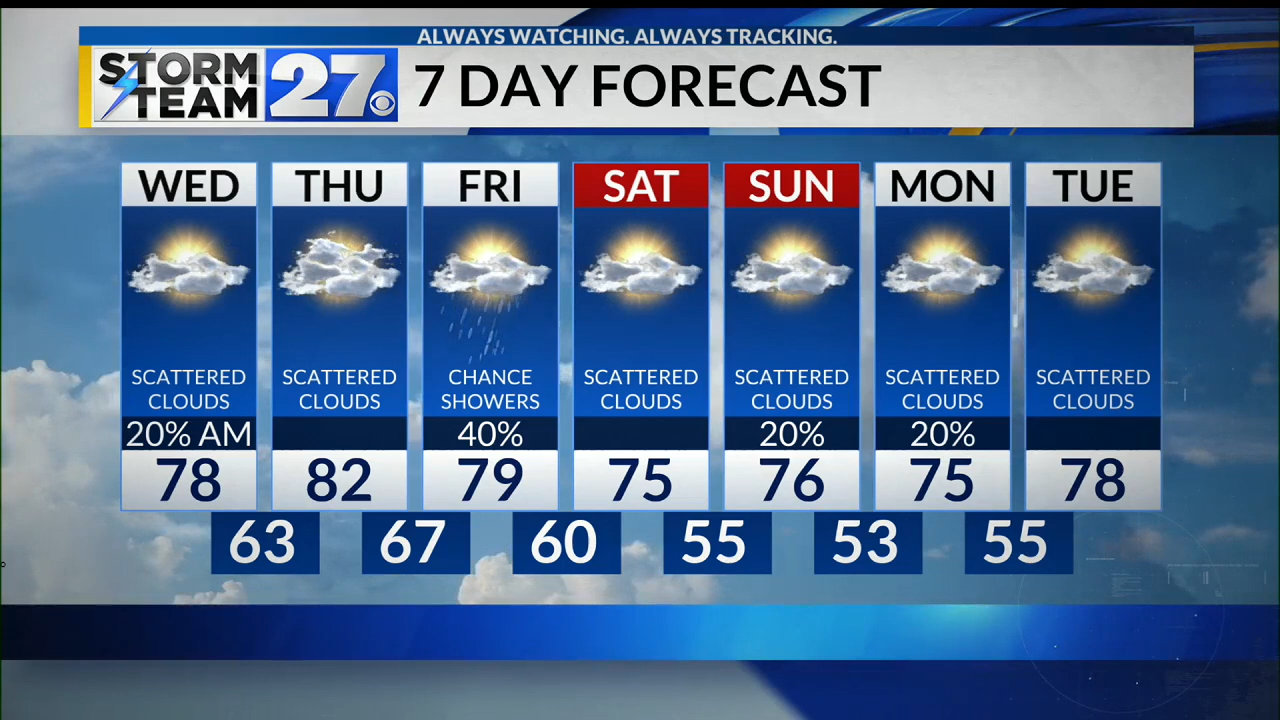 ALWAYS WATCHING. ALWAYS TRACKING.
STORM
TEAM
27
7 DAY FORECAST
WED THU FRI SAT SUN MON TUE
SCATTERED SCATTERED CHANCE SCATTERED SCATTERED SCATTERED SCATTERED
CLOUDS CLOUDS SHOWERS CLOUDS CLOUDS CLOUDS CLOUDS
20% AM 40% 20% 20%
78 82 79 75 76 75 78
63 67 60 55 53 55